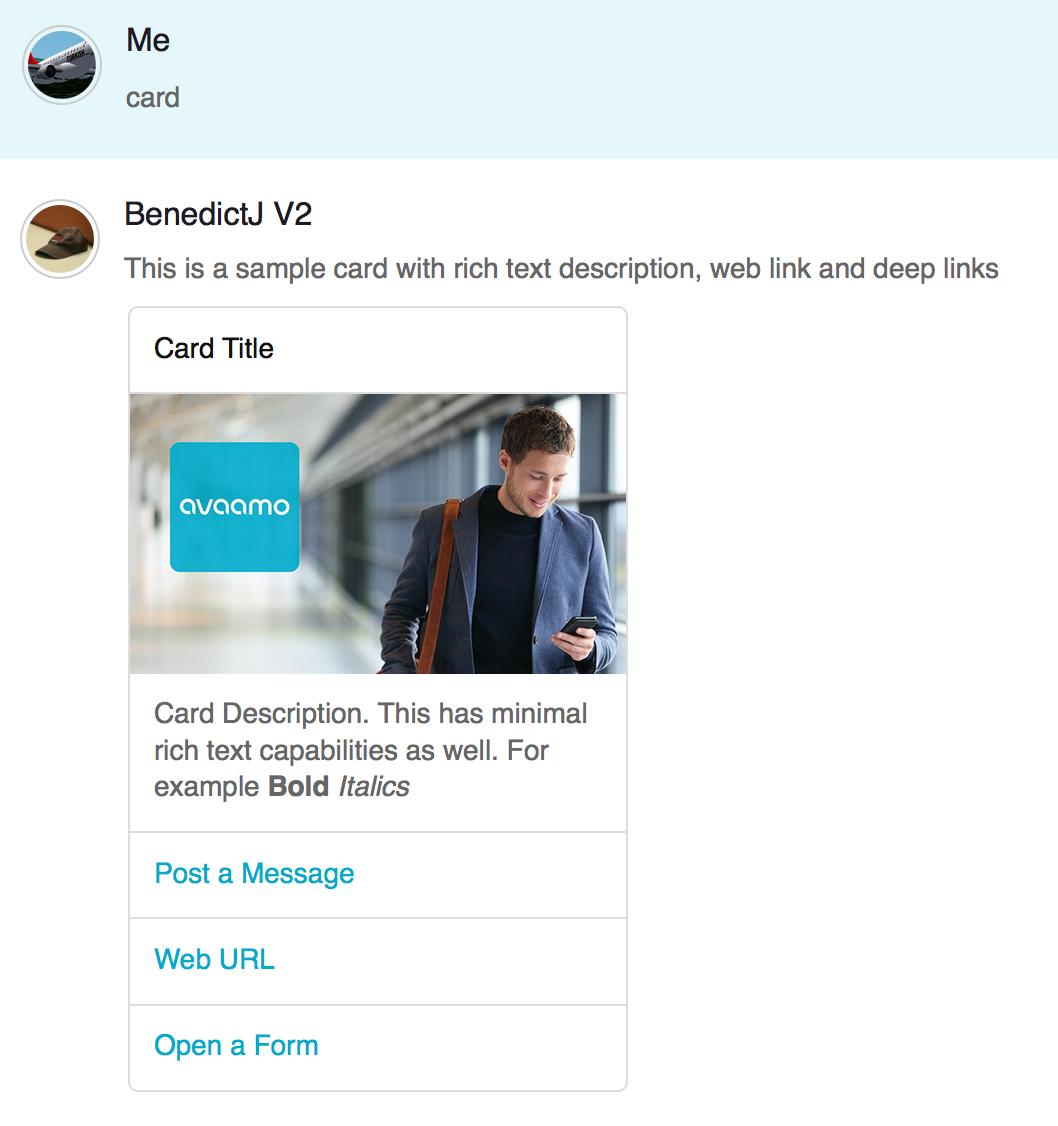 Me
card
BenedictJ V2
This is a sample card with rich text description, web link and deep links
Card Title
avaamo
Card Description. This has minimal
rich text capabilities as well. For
example Bold Italics
Post a Message
Web URL
Open a Form